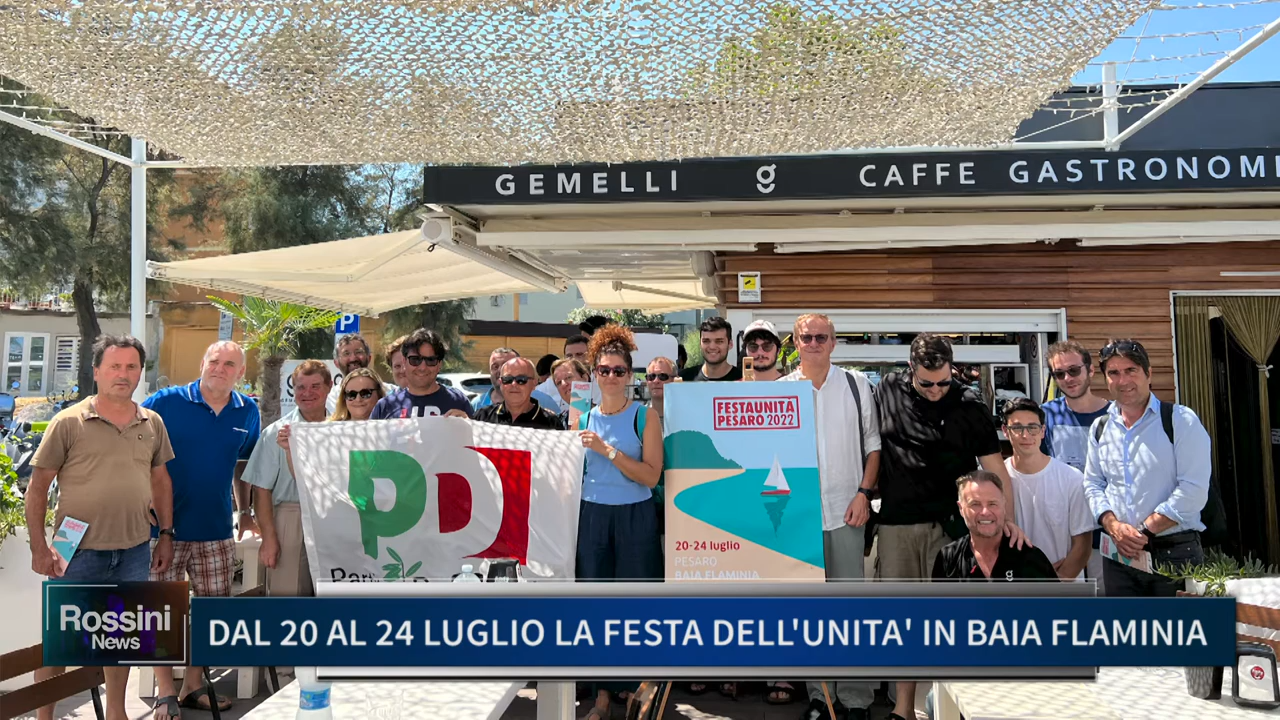 GEMELLI g CAFFE GASTRONOMI
P
FESTAUNITÀ
PESARO 2022
PD
20-24 luglio
PESARO
BAIA FLAMINIA
Rossini
News
DAL 20 AL 24 LUGLIO LA FESTA DELL'UNITA' IN BAIA FLAMINIA